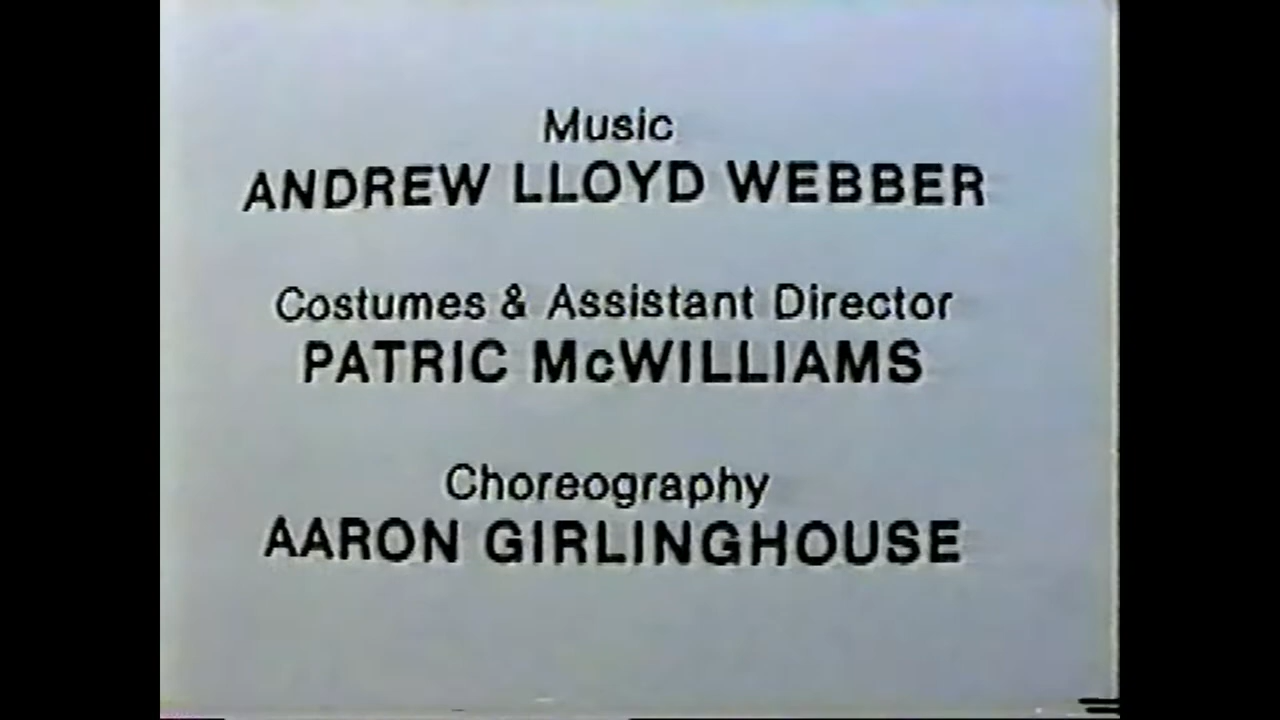 Music
ANDREW LLOYD WEBBER
Costumes & Assistant Director
PATRIC McWILLIAMS
Choreography
AARON GIRLINGHOUSE